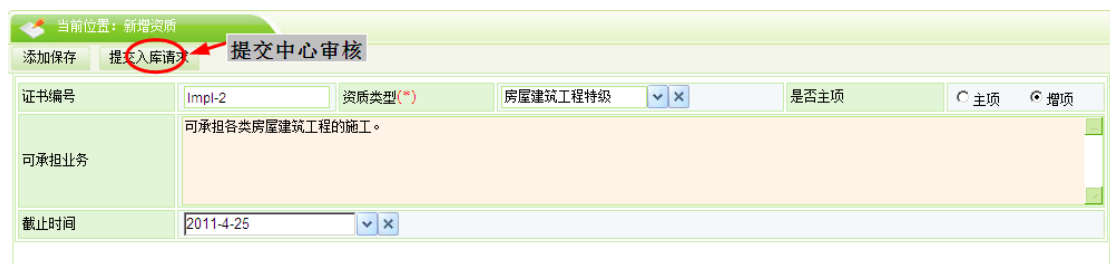 当前位置：新增资质
添加保存 提交入库请求 提交中心审核
证书编号 Impl-2 资质类型(*) 房屋建筑工程特级 是否主项 主项 增项
可承担各类房屋建筑工程的施工。
可承担业务
截止时间 2011-4-25